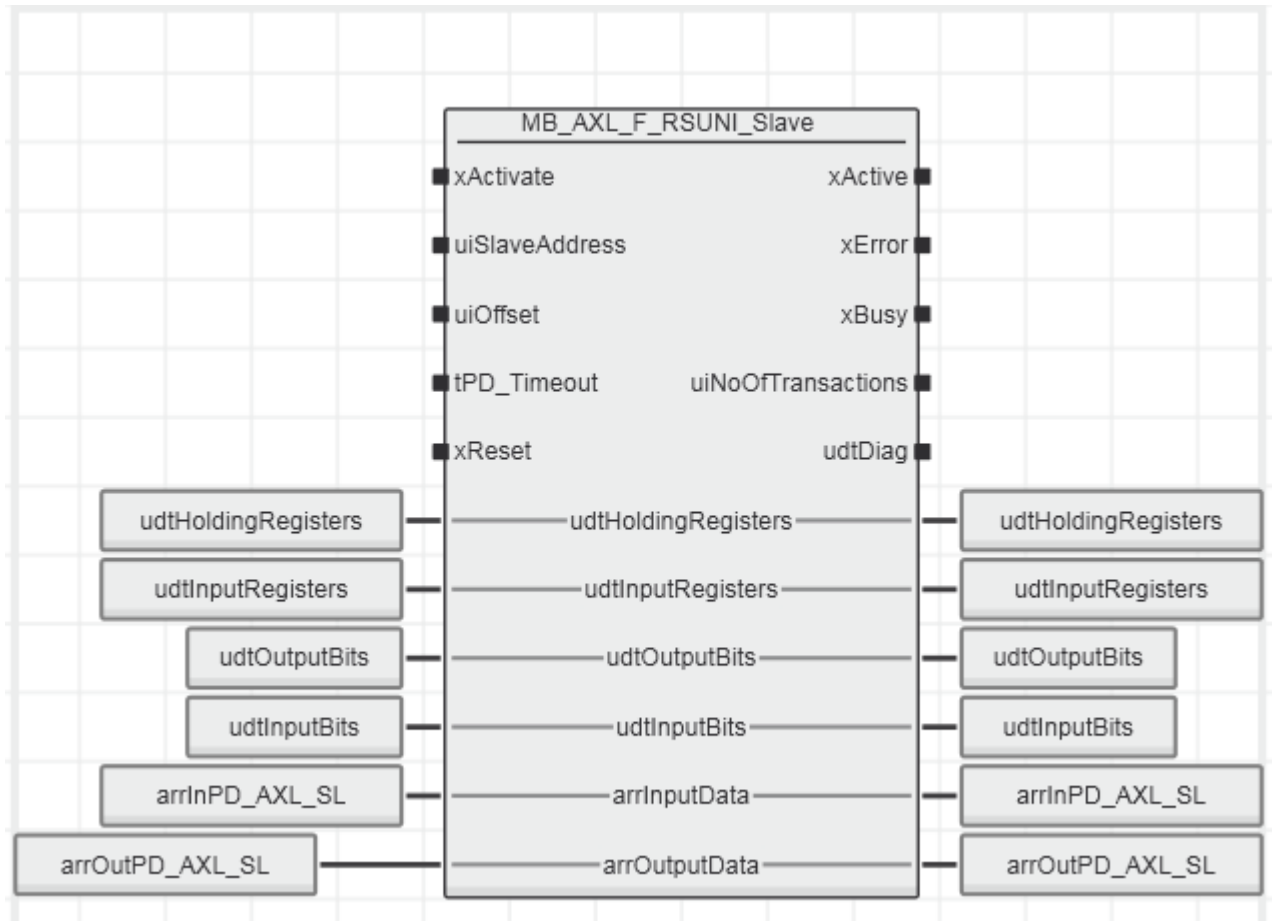 MB_AXL_F_RSUNI_Slave
xActivate xActive
uiSlaveAddress xError
uiOffset xBusy
tPD_Timeout uiNoOfTransactions
xReset udtDiag
udtHoldingRegisters udtHoldingRegisters udtHoldingRegisters
udtInputRegisters udtInputRegisters udtInputRegisters
udtOutputBits udtOutputBits udtOutputBits
udtInputBits udtInputBits udtInputBits
arrInPD_AXL_SL arrInputData arrInPD_AXL_SL
arrOutPD_AXL_SL arrOutputData arrOutPD_AXL_SL